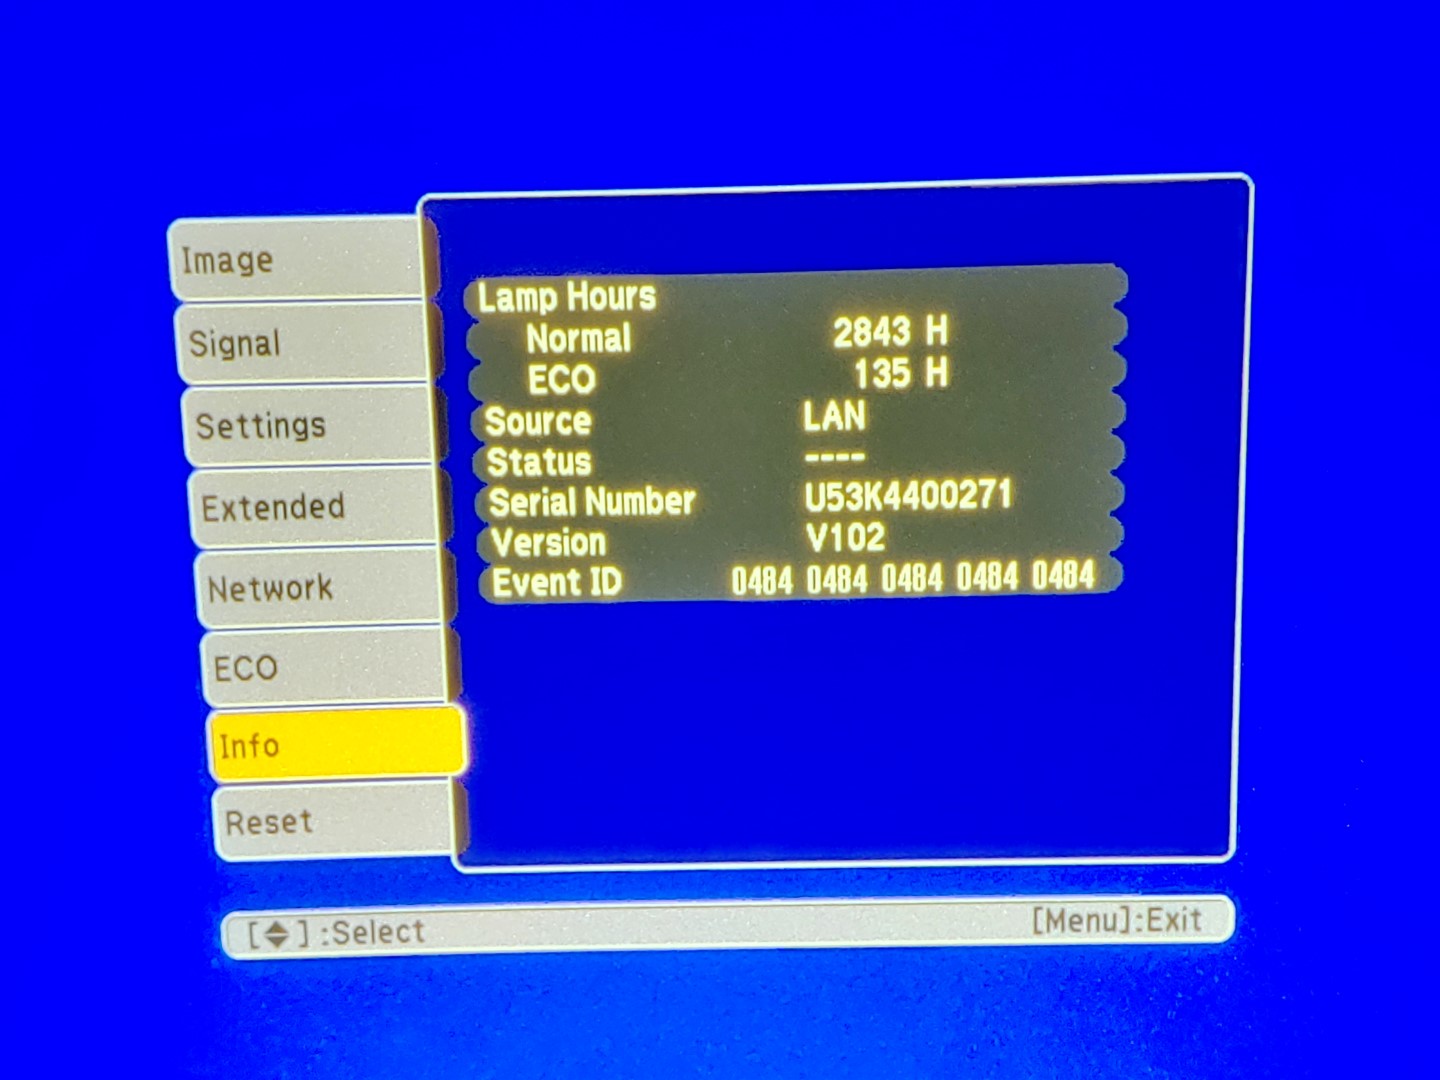 Image
Signal
Settings
Extended
Network
ECO
Info
Reset
Lamp Hours
Normal 2843 H
ECO 135 H
Source LAN
Status ----
Serial Number U53K4400271
Version V102
Event ID 0484 0484 0484 0484 0484
[◆] :Select [Menu]:Exit